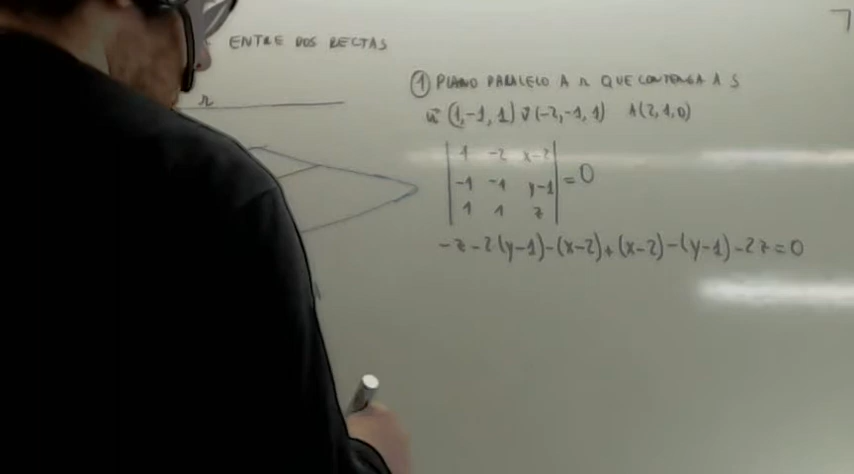 ENTRE DOS RECTAS
r
① PLANO PARALELO A r QUE CONTENGA A S
u⃗ (1,-1,1) v⃗ (-2,-1,1) A(2,1,0)
| 1 -2 x-2 |
| -1 -1 y-1 | = 0
| 1 1 z |
-z-2(y-1)-(x-2)+(x-2)-(y-1)-2z=0